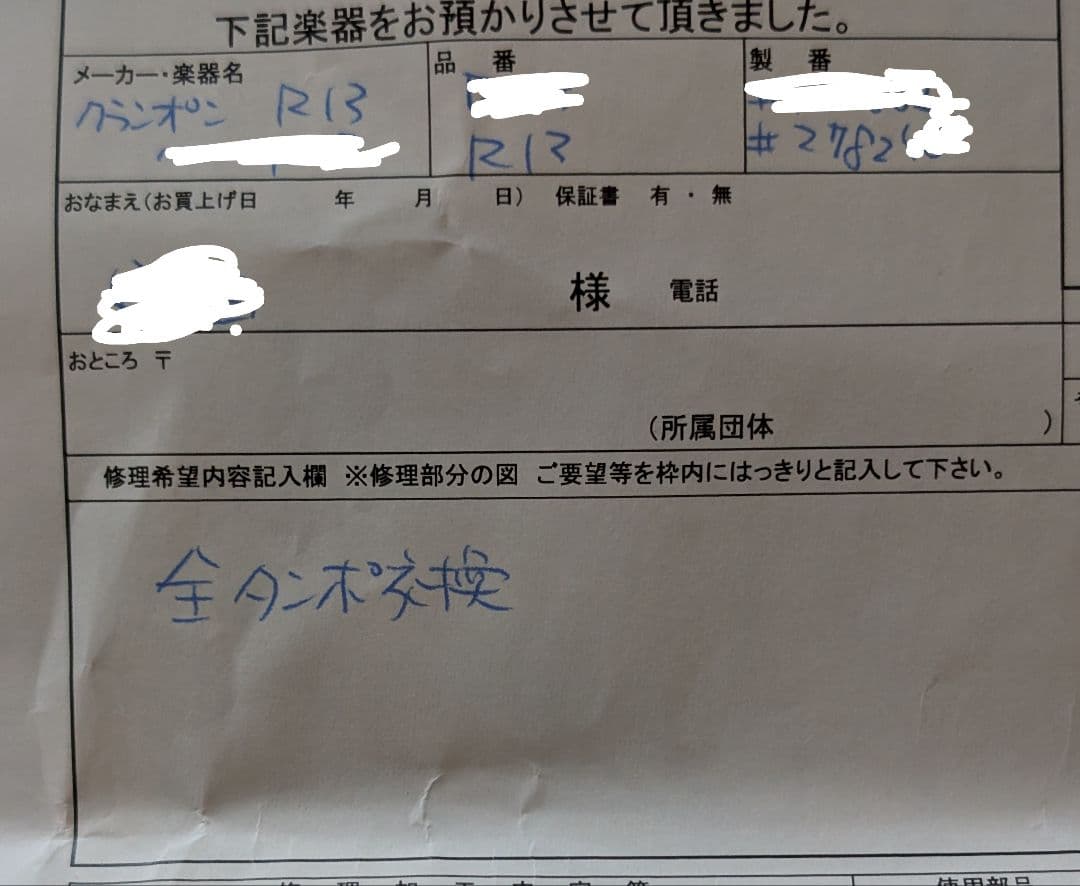 下記楽器をお預かりさせて頂きました。
メーカー・楽器名 品 番 製 番
クランポン R13
R13 #2782
おなまえ(お買上げ日 年 月 日) 保証書 有・無
様 電話
おところ 〒
(所属団体 )
修理希望内容記入欄 ※修理部分の図 ご要望等を枠内にはっきりと記入して下さい。
全タンポ交換